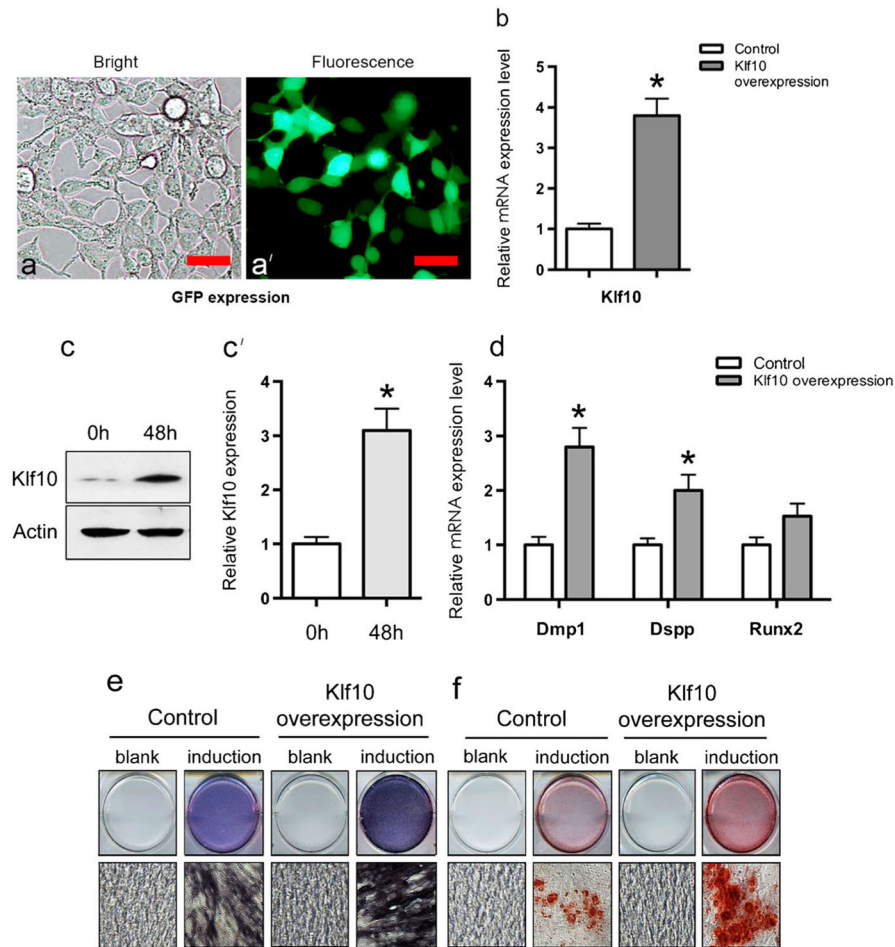 b
Bright
Fluorescence
a
a'
GFP expression
Control
Klf10
overexpression
Relative mRNA expression level
5
4
3
2
1
0
*
Klf10
c
0h
48h
Klf10
Actin
c'
Relative Klf10 expression
4
3
2
1
0
*
0h
48h
d
Control
Klf10 overexpression
Relative mRNA expression level
4
3
2
1
0
*
*
Dmp1
Dspp
Runx2
e
Control
Klf10
overexpression
blank
induction
blank
induction
f
Control
Klf10
overexpression
blank
induction
blank
induction